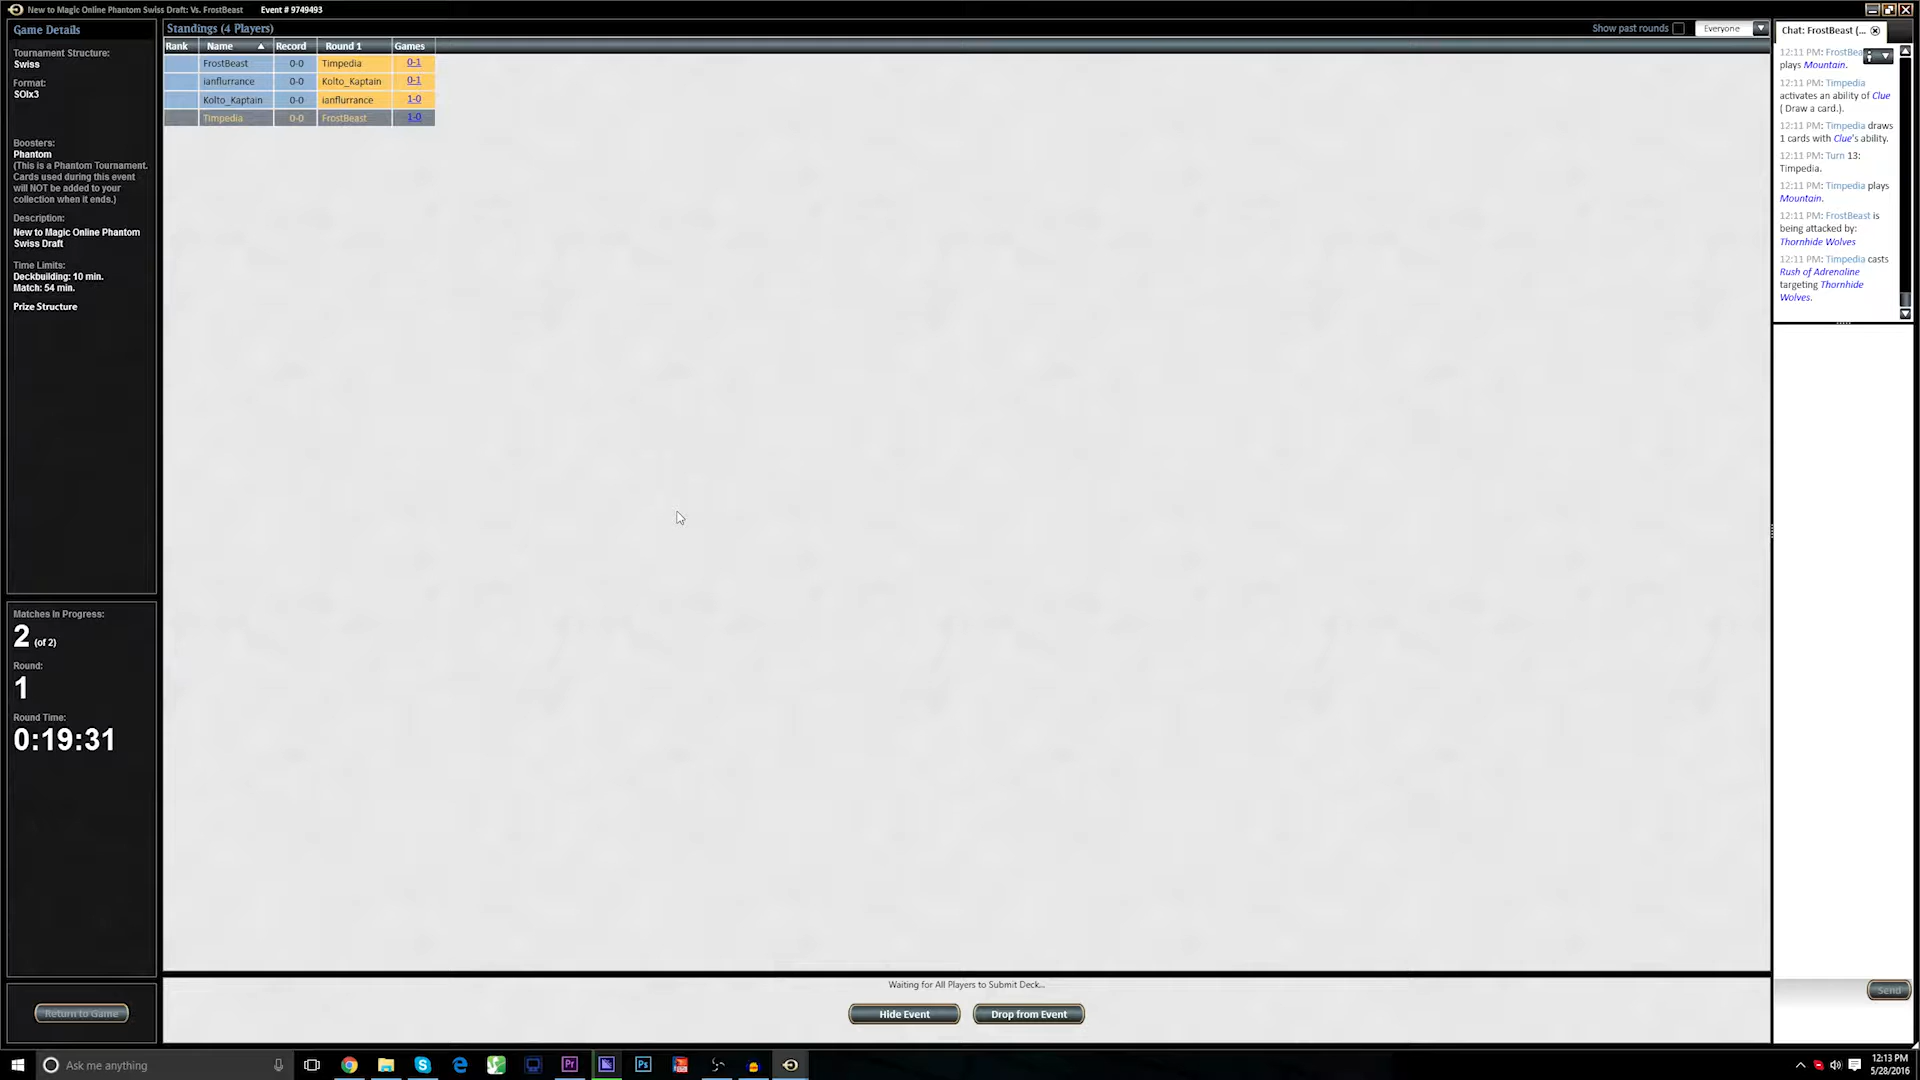 New to Magic Online Phantom Swiss Draft: Vs. FrostBeast Event # 9749493
Game Details
Tournament Structure:
Swiss
Format:
SOIx3
Boosters:
Phantom
(This is a Phantom Tournament.
Cards used during this event
will NOT be added to your
collection when it ends.)
Description:
New to Magic Online Phantom
Swiss Draft
Time Limits:
Deckbuilding: 10 min.
Match: 54 min.
Prize Structure
Matches in Progress:
2 (of 2)
Round:
1
Round Time:
0:19:31
Return to Game
Standings (4 Players)
Show past rounds
Everyone
Rank Name Record Round 1 Games
FrostBeast 0-0 Timpedia 0-1
ianflurrance 0-0 Kolto_Kaptain 0-1
Kolto_Kaptain 0-0 ianflurrance 1-0
Timpedia 0-0 FrostBeast 1-0
Waiting for All Players to Submit Deck...
Hide Event Drop from Event
Chat: FrostBeast (...
12:11 PM: FrostBea
plays Mountain.
12:11 PM: Timpedia
activates an ability of Clue
( Draw a card.).
12:11 PM: Timpedia draws
1 cards with Clue's ability.
12:11 PM: Turn 13:
Timpedia.
12:11 PM: Timpedia plays
Mountain.
12:11 PM: FrostBeast is
being attacked by:
Thornhide Wolves
12:11 PM: Timpedia casts
Rush of Adrenaline
targeting Thornhide
Wolves.
Send
Ask me anything
Pr
Ps
12:13 PM
5/28/2016